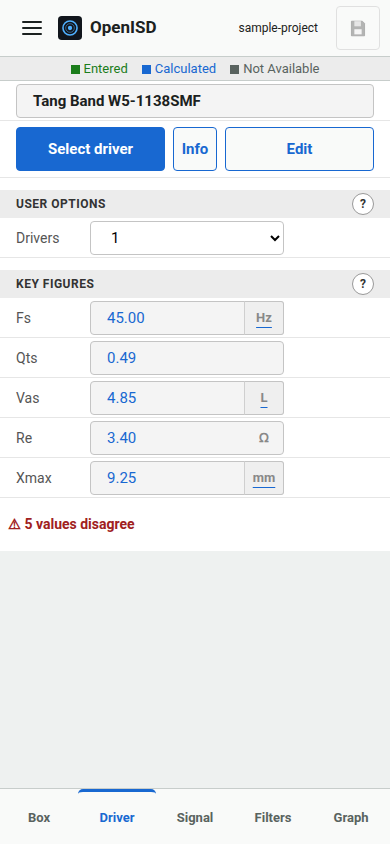 OpenISD
sample-project
Entered Calculated Not Available
Tang Band W5-1138SMF
Select driver Info Edit
USER OPTIONS ?
Drivers 1
KEY FIGURES ?
Fs 45.00 Hz
Qts 0.49
Vas 4.85 L
Re 3.40 Ω
Xmax 9.25 mm
⚠ 5 values disagree
Box Driver Signal Filters Graph